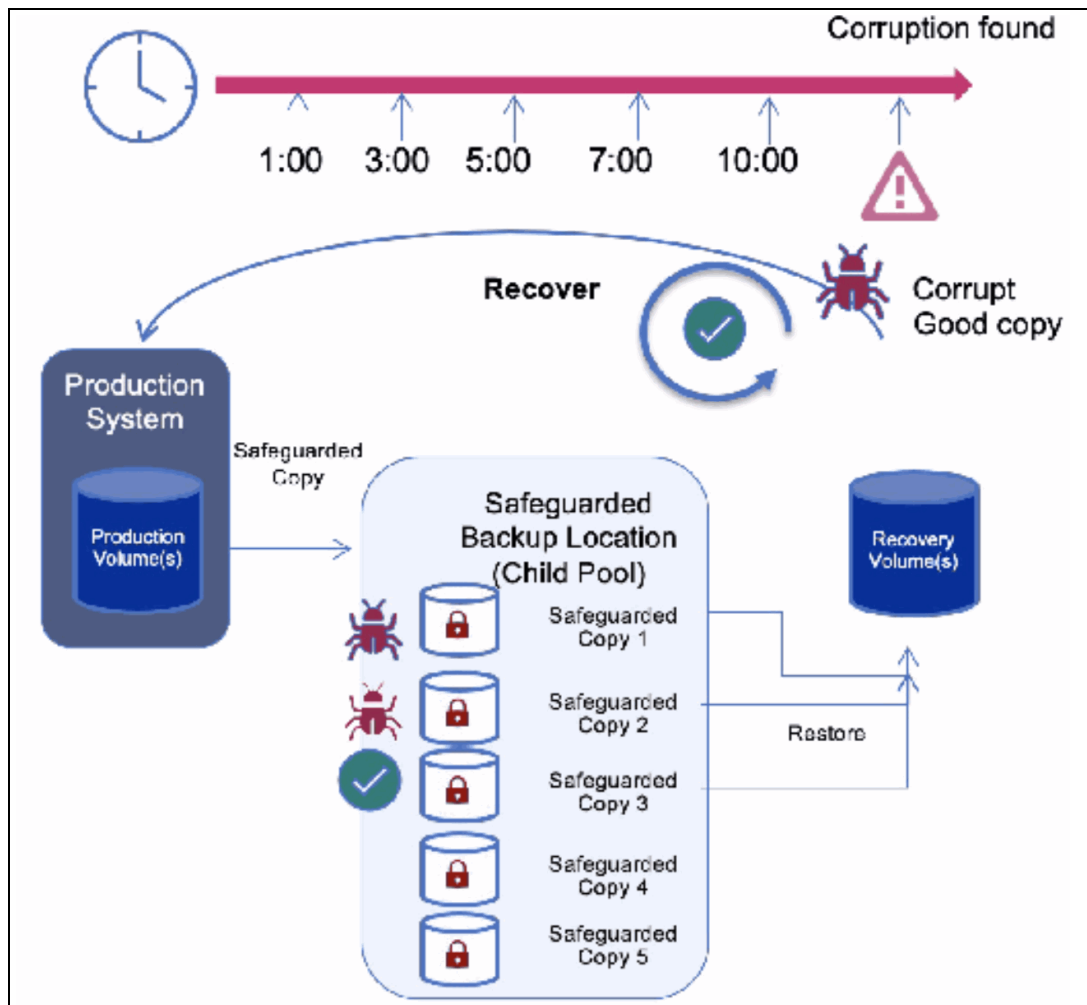 Corruption found
1:00
3:00
5:00
7:00
10:00
Recover
Corrupt
Good copy
Production
System
Safeguarded
Copy
Production
Volume(s)
Safeguarded
Backup Location
(Child Pool)
Recovery
Volume(s)
Safeguarded
Copy 1
Safeguarded
Copy 2
Restore
Safeguarded
Copy 3
Safeguarded
Copy 4
Safeguarded
Copy 5